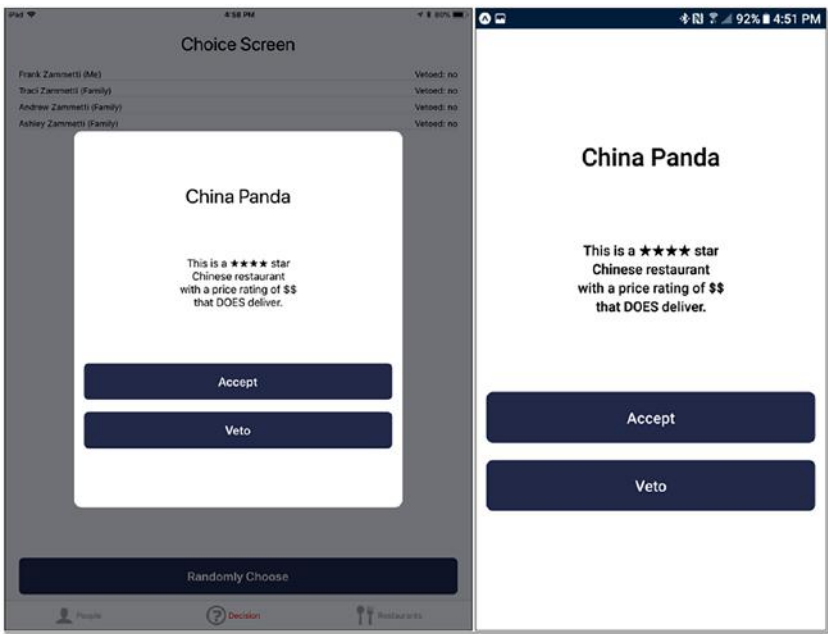 iPad 4:58 PM 80%
Choice Screen
Frank Zammetti (Me) Vetoed: no
Traci Zammetti (Family) Vetoed: no
Andrew Zammetti (Family) Vetoed: no
Ashley Zammetti (Family) Vetoed: no
China Panda
This is a ★★★★ star
Chinese restaurant
with a price rating of $$
that DOES deliver.
Accept
Veto
Randomly Choose
People Decision Restaurants
92% 4:51 PM
China Panda
This is a ★★★★ star
Chinese restaurant
with a price rating of $$
that DOES deliver.
Accept
Veto